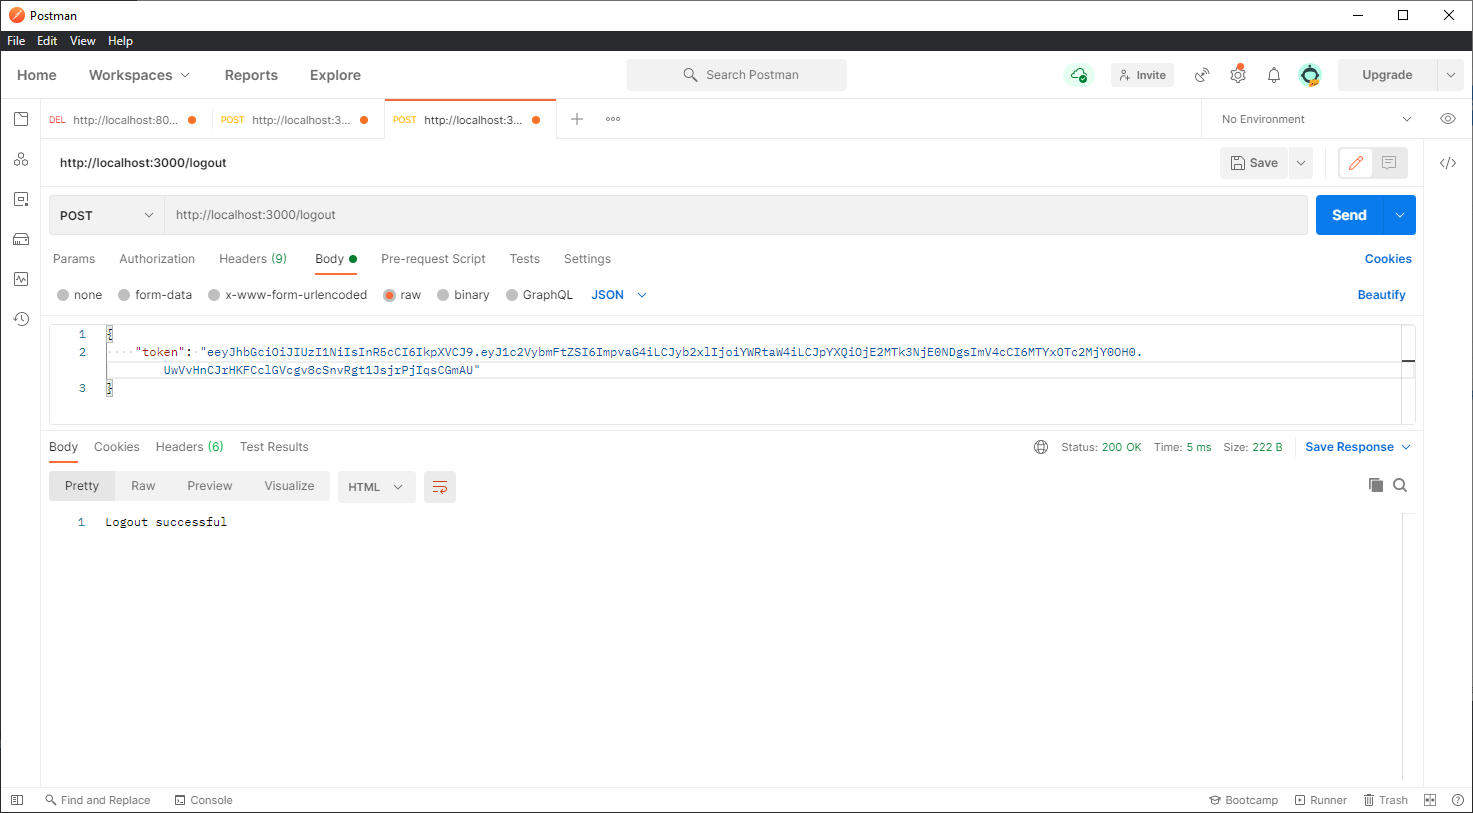 Postman
File Edit View Help
Home Workspaces Reports Explore Search Postman Invite Upgrade
DEL http://localhost:80... POST http://localhost:3... POST http://localhost:3... No Environment
http://localhost:3000/logout Save
POST http://localhost:3000/logout Send
Params Authorization Headers (9) Body Pre-request Script Tests Settings Cookies
none form-data x-www-form-urlencoded raw binary GraphQL JSON Beautify
1 {
2 "token": "eeyJhbGciOiJIUzI1NiIsInR5cCI6IkpXVCJ9.eyJ1c2VybmFtZSI6ImpvaG4iLCJyb2xlIjoiYWRtaW4iLCJpYXQiOjE2MTk3NjE0NDgsImV4cCI6MTYxOTc2MjY0OH0.
UwVvHnCJrHKFCclGVcgv8cSnvRgt1JsjrPjIqsCGmAU"
3 }
Body Cookies Headers (6) Test Results Status: 200 OK Time: 5 ms Size: 222 B Save Response
Pretty Raw Preview Visualize HTML
1 Logout successful
Find and Replace Console Bootcamp Runner Trash